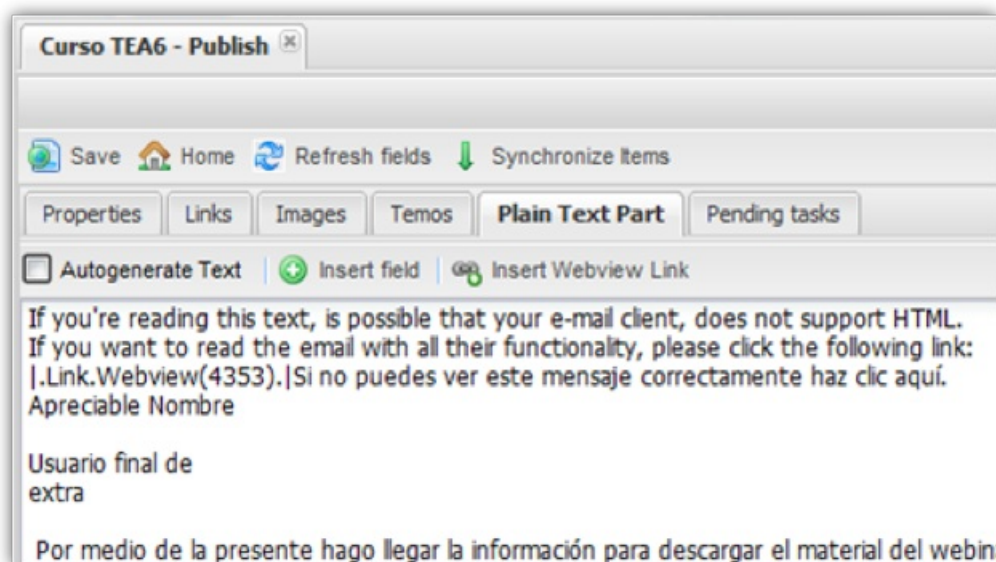 Curso TEA6 - Publish
Save Home Refresh fields Synchronize Items
Properties Links Images Temos Plain Text Part Pending tasks
Autogenerate Text Insert field Insert Webview Link
If you're reading this text, is possible that your e-mail client, does not support HTML.
If you want to read the email with all their functionality, please click the following link:
|.Link.Webview(4353).|Si no puedes ver este mensaje correctamente haz clic aquí.
Apreciable Nombre
Usuario final de
extra
Por medio de la presente hago llegar la información para descargar el material del webin